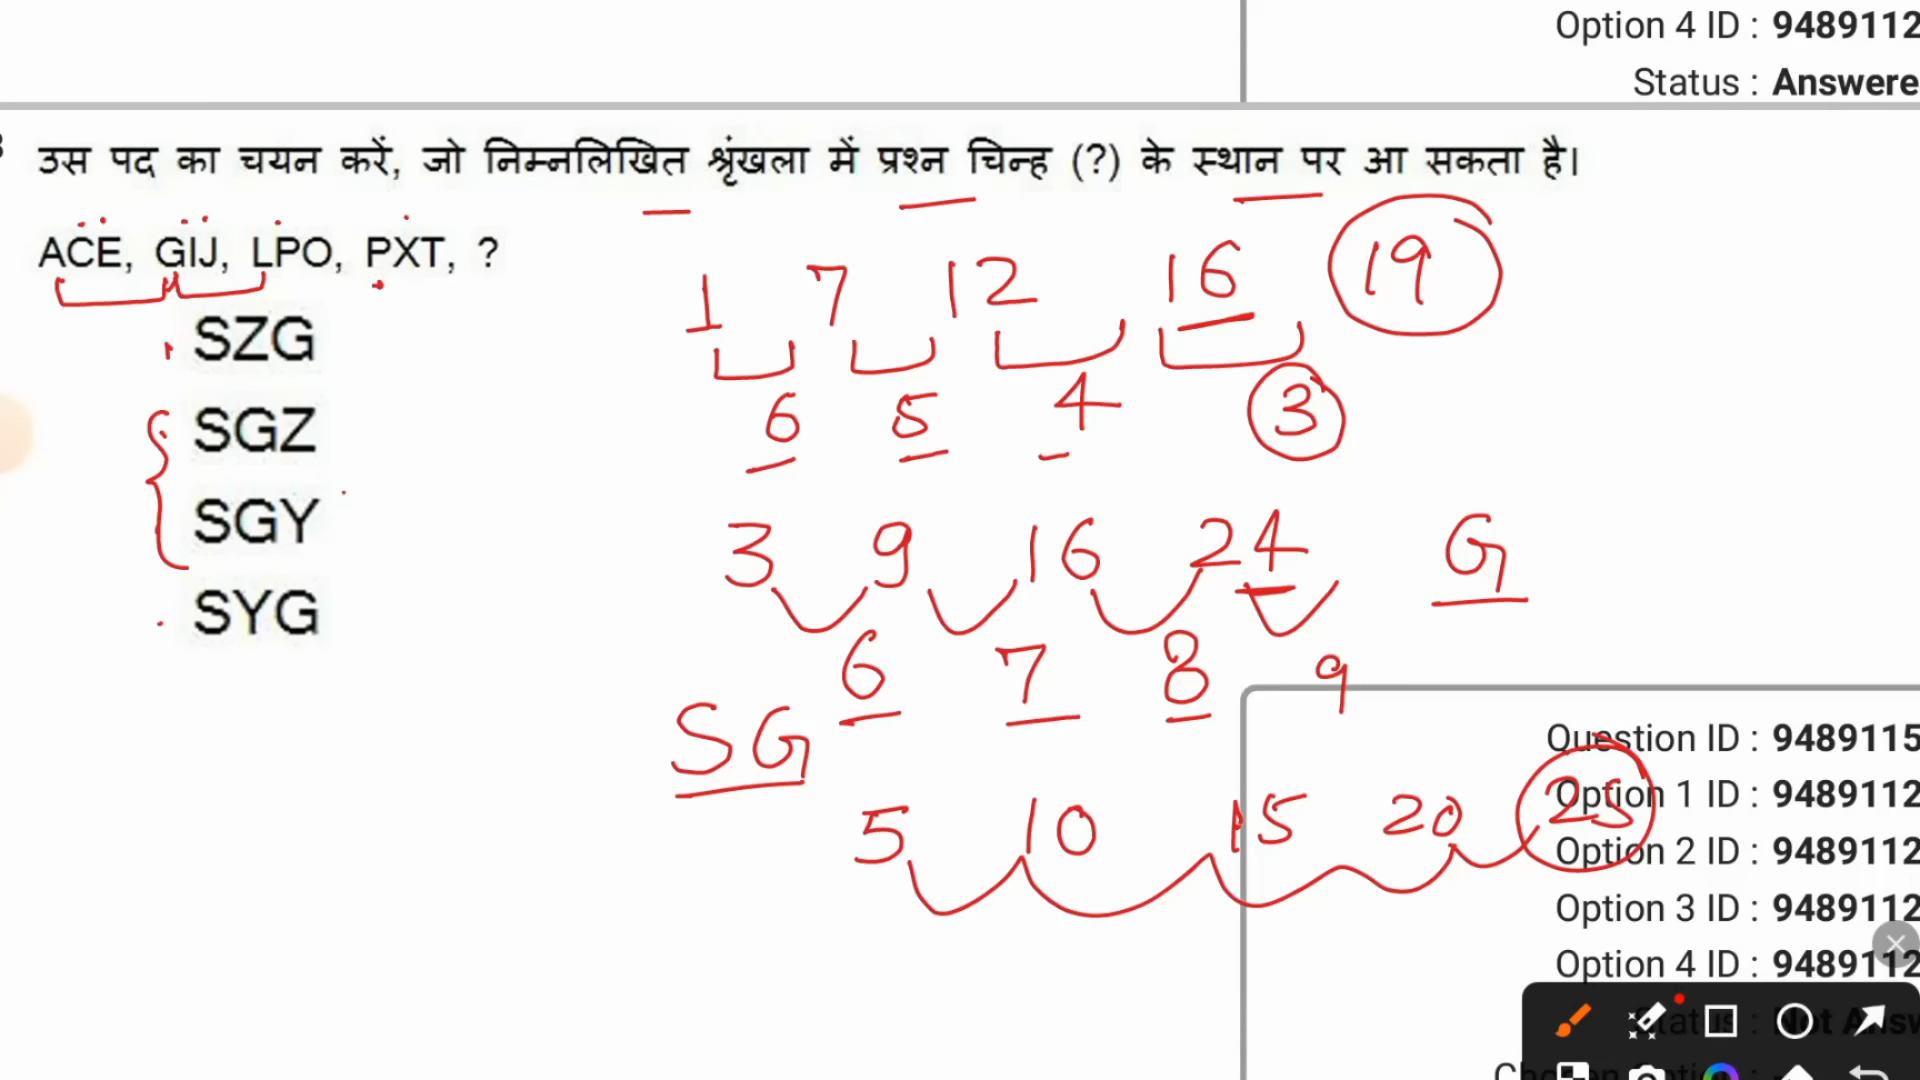 Option 4 ID : 9489112
Status : Answere
उस पद का चयन करें, जो निम्नलिखित श्रृंखला में प्रश्न चिन्ह (?) के स्थान पर आ सकता है।
ACE, GIJ, LPO, PXT, ?
1 7 12 16 19
SZG
6 5 4 3
SGZ
3 9 16 24 G
SGY
SYG
6 7 8 9
SG
Question ID : 9489115
5 10 15 20 25
Option 1 ID : 9489112
Option 2 ID : 9489112
Option 3 ID : 9489112
Option 4 ID : 9489112